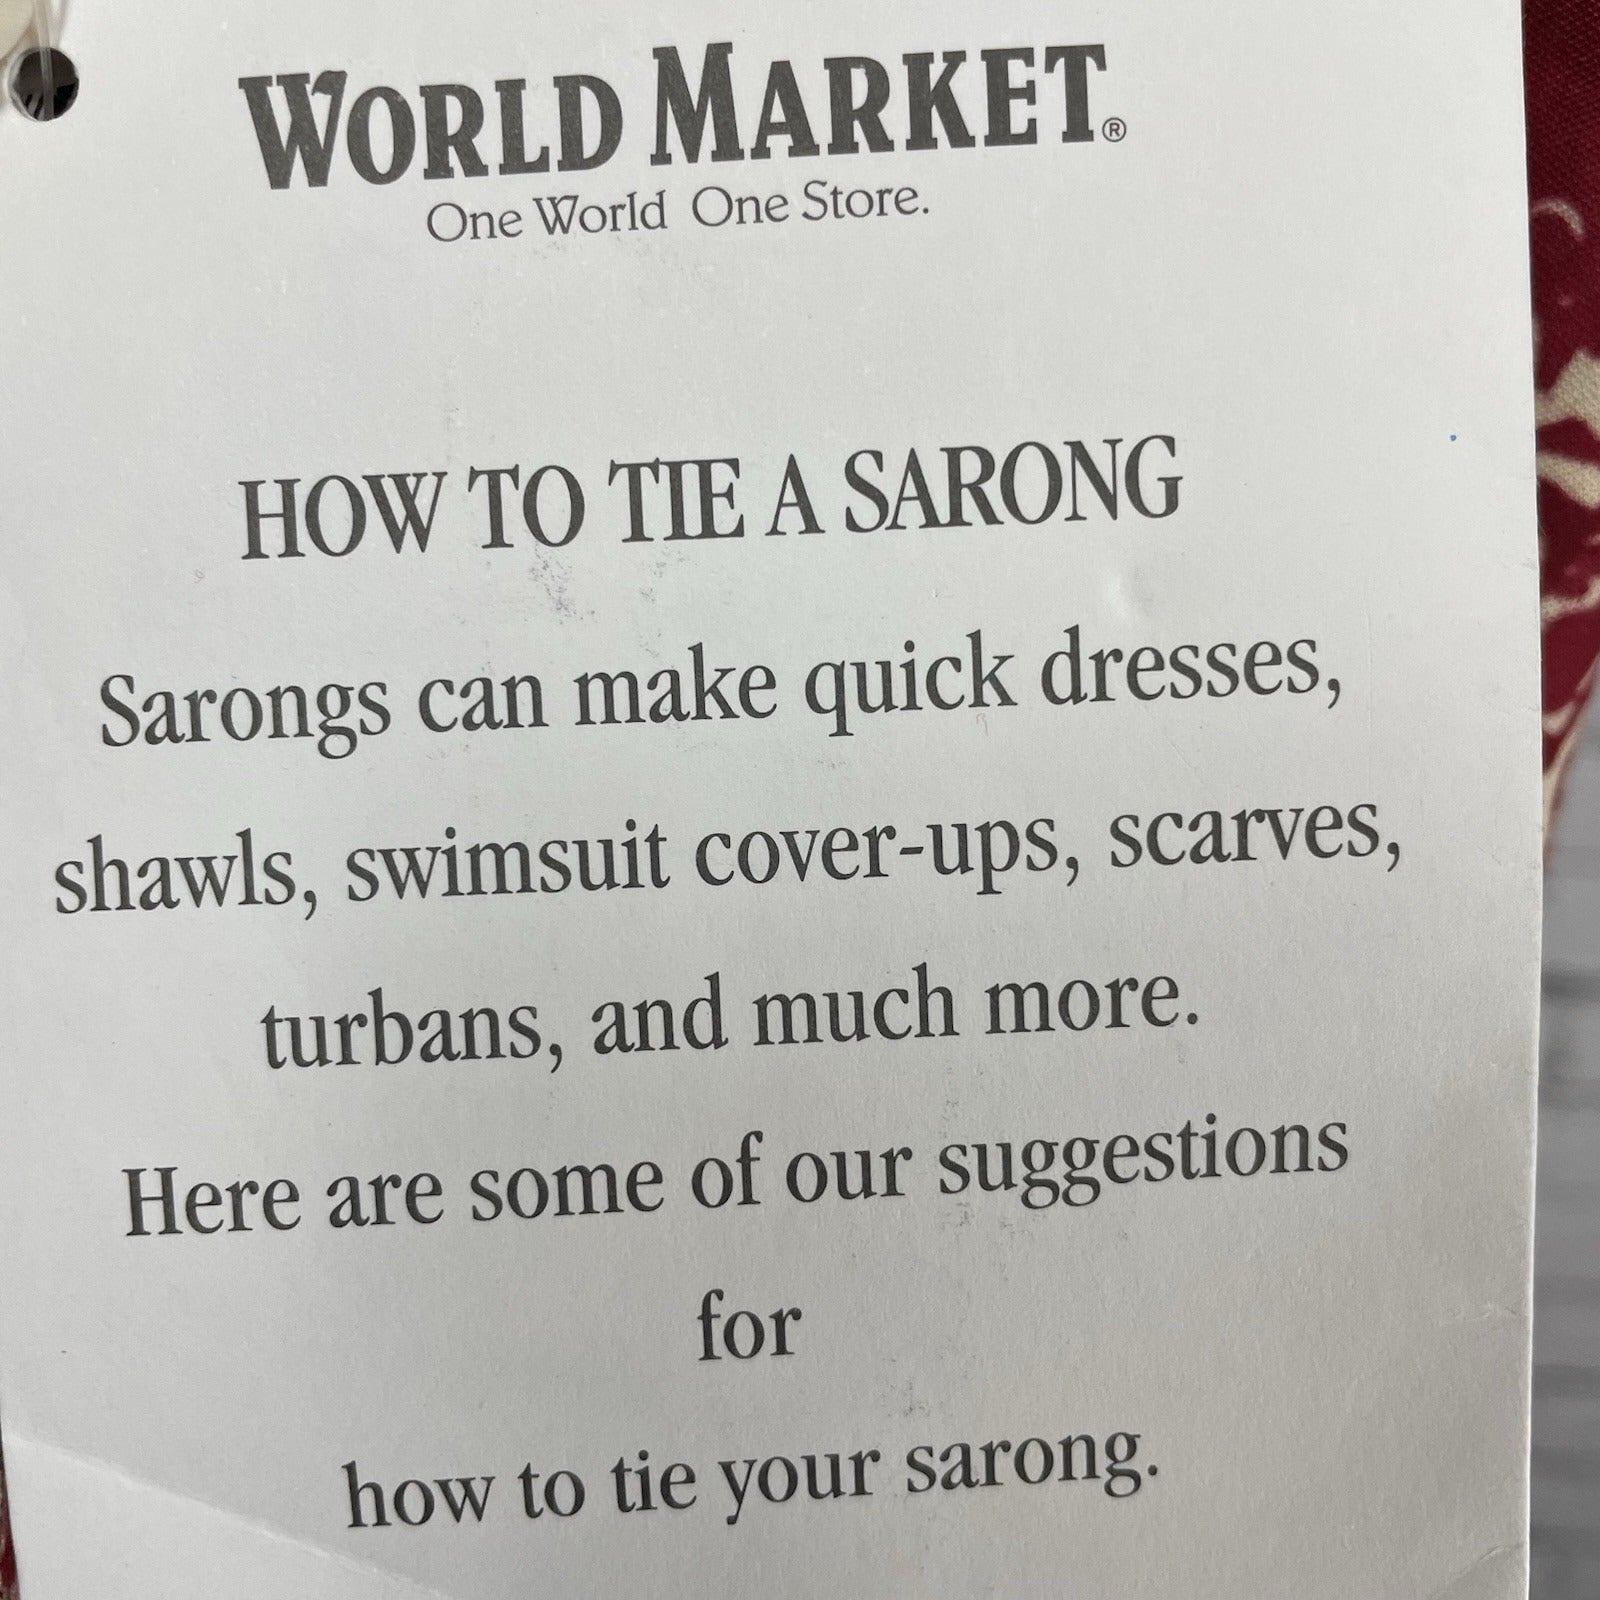 WORLD MARKET®
One World One Store.
HOW TO TIE A SARONG
Sarongs can make quick dresses,
shawls, swimsuit cover-ups, scarves,
turbans, and much more.
Here are some of our suggestions
for
how to tie your sarong.